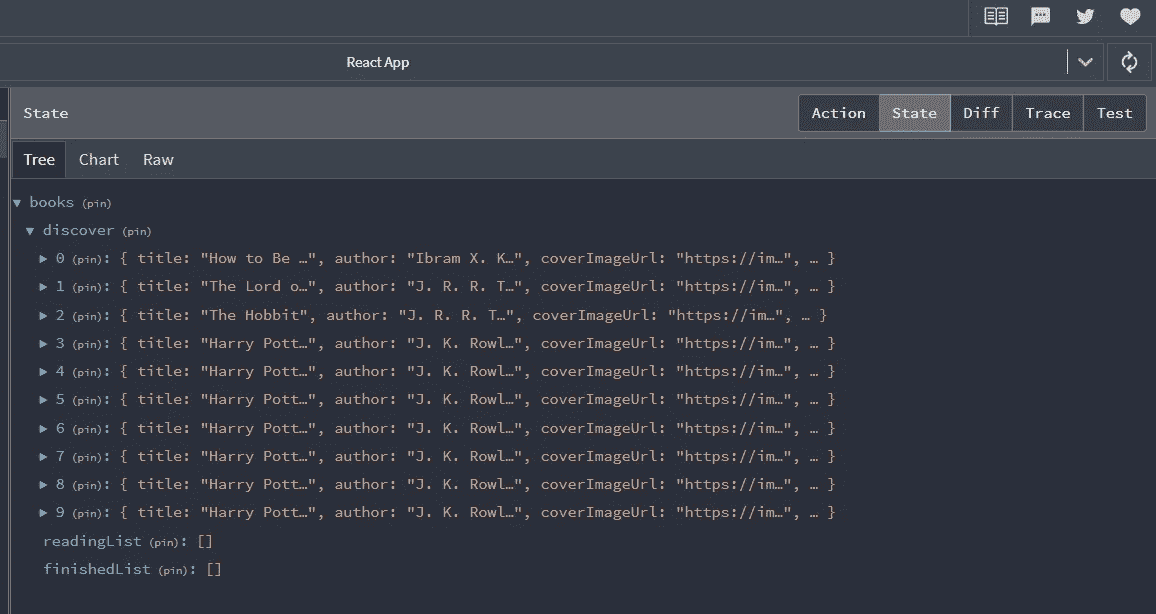 React App
State Action State Diff Trace Test
Tree Chart Raw
▼ books (pin)
▼ discover (pin)
▶ 0 (pin): { title: "How to Be …", author: "Ibram X. K…", coverImageUrl: "https://im…", … }
▶ 1 (pin): { title: "The Lord o…", author: "J. R. R. T…", coverImageUrl: "https://im…", … }
▶ 2 (pin): { title: "The Hobbit", author: "J. R. R. T…", coverImageUrl: "https://im…", … }
▶ 3 (pin): { title: "Harry Pott…", author: "J. K. Rowl…", coverImageUrl: "https://im…", … }
▶ 4 (pin): { title: "Harry Pott…", author: "J. K. Rowl…", coverImageUrl: "https://im…", … }
▶ 5 (pin): { title: "Harry Pott…", author: "J. K. Rowl…", coverImageUrl: "https://im…", … }
▶ 6 (pin): { title: "Harry Pott…", author: "J. K. Rowl…", coverImageUrl: "https://im…", … }
▶ 7 (pin): { title: "Harry Pott…", author: "J. K. Rowl…", coverImageUrl: "https://im…", … }
▶ 8 (pin): { title: "Harry Pott…", author: "J. K. Rowl…", coverImageUrl: "https://im…", … }
▶ 9 (pin): { title: "Harry Pott…", author: "J. K. Rowl…", coverImageUrl: "https://im…", … }
readingList (pin): []
finishedList (pin): []